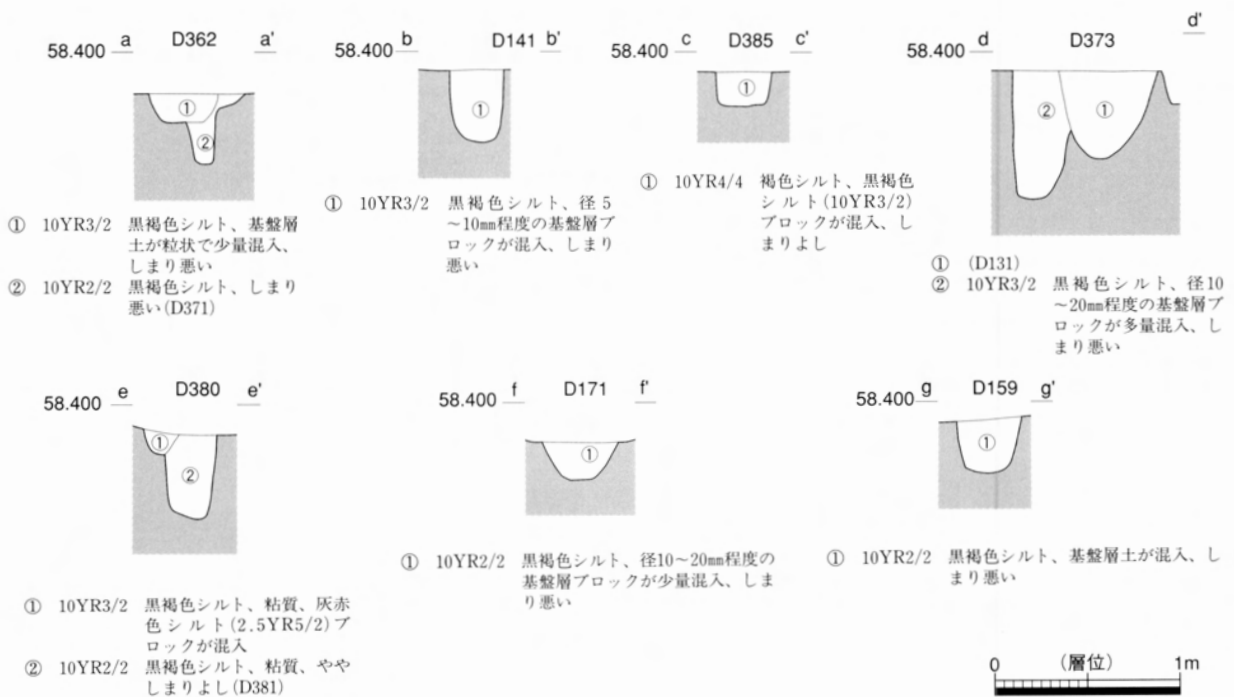 58.400 a D362 a'
①
②
① 10YR3/2 黒褐色シルト、基盤層
土が粒状で少量混入、
しまり悪い
② 10YR2/2 黒褐色シルト、しまり
悪い(D371)
58.400 b D141 b'
①
① 10YR3/2 黒褐色シルト、径5
~10㎜程度の基盤層ブ
ロックが混入、しまり
悪い
58.400 c D385 c'
①
① 10YR4/4 褐色シルト、黒褐色
シルト(10YR3/2)
ブロックが混入、し
まりよし
58.400 d D373 d'
② ①
① (D131)
② 10YR3/2 黒褐色シルト、径10
~20㎜程度の基盤層ブ
ロックが多量混入、し
まり悪い
58.400 e D380 e'
①
②
① 10YR3/2 黒褐色シルト、粘質、灰赤
色シルト(2.5YR5/2)ブ
ロックが混入
② 10YR2/2 黒褐色シルト、粘質、やや
しまりよし(D381)
58.400 f D171 f'
①
① 10YR2/2 黒褐色シルト、径10~20㎜程度の
基盤層ブロックが少量混入、しま
り悪い
58.400 g D159 g'
①
① 10YR2/2 黒褐色シルト、基盤層土が混入、し
まり悪い
0 (層位) 1m